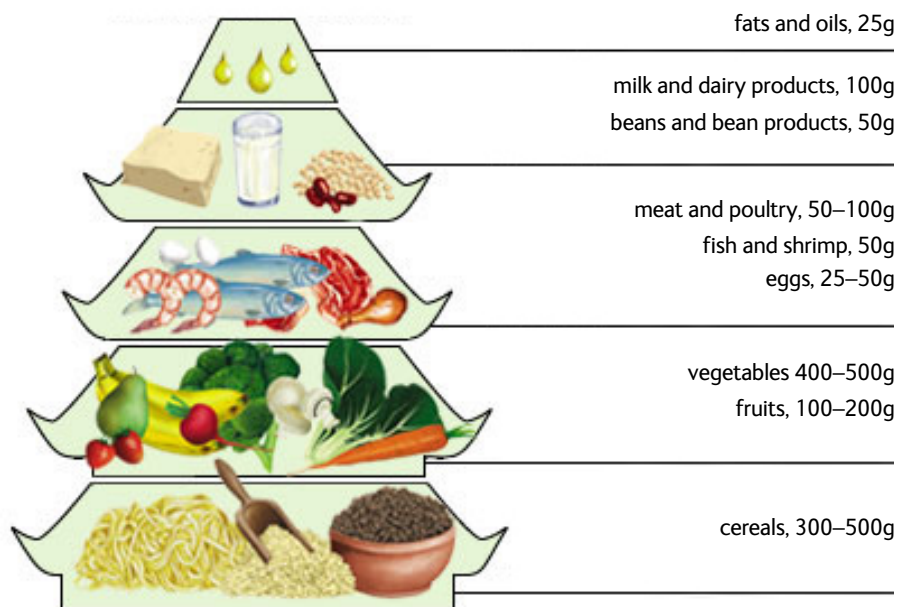 fats and oils, 25g
milk and dairy products, 100g
beans and bean products, 50g
meat and poultry, 50–100g
fish and shrimp, 50g
eggs, 25–50g
vegetables 400–500g
fruits, 100–200g
cereals, 300–500g